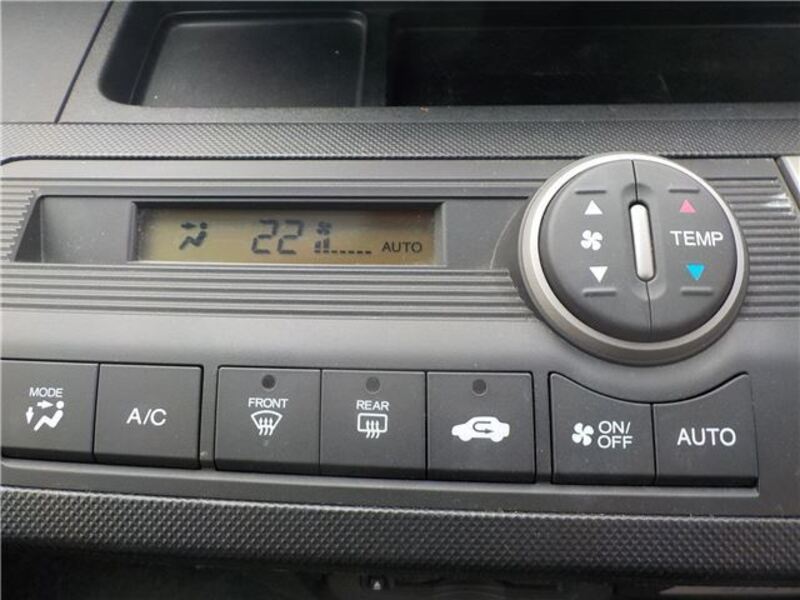 22 AUTO
TEMP
MODE
A/C
FRONT
REAR
ON/
OFF
AUTO